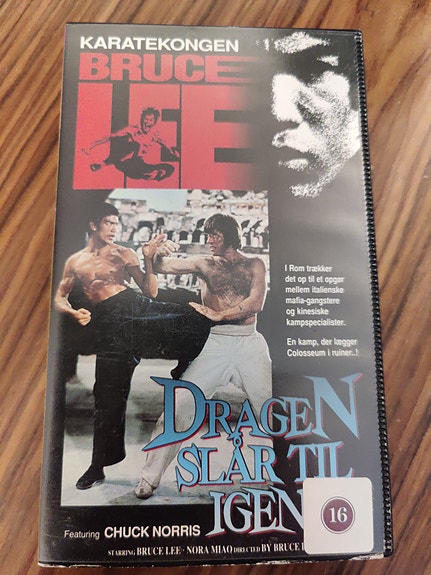 KARATEKONGEN
BRUCE
LEE
I Rom trækker
det op til et opgør
mellem italienske
mafia-gangstere
og kinesiske
kampspecialister.
En kamp, der lægger
Colosseum i ruiner..!
DRAGEN
SLÅR TIL
IGEN
16
Featuring CHUCK NORRIS
STARRING BRUCE LEE · NORA MIAO DIRECTED BY BRUCE